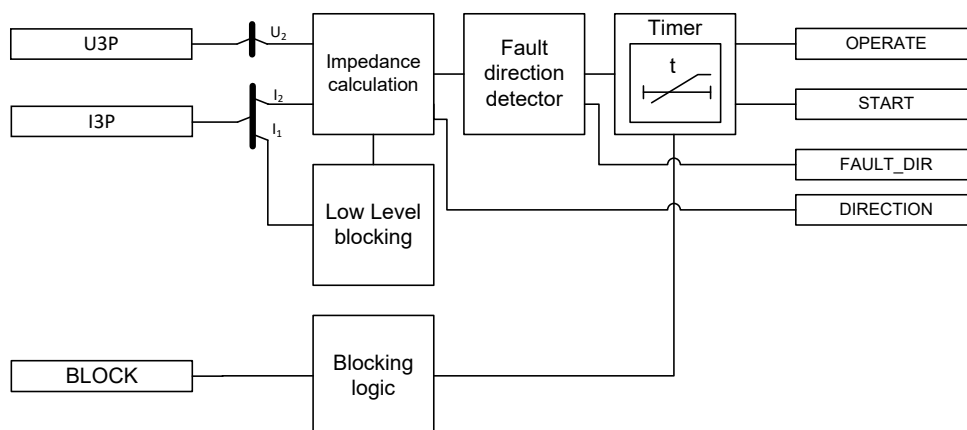 U3P
U₂
I3P
I₂
I₁
Impedance
calculation
Fault
direction
detector
Timer
t
OPERATE
START
FAULT_DIR
DIRECTION
Low Level
blocking
BLOCK
Blocking
logic